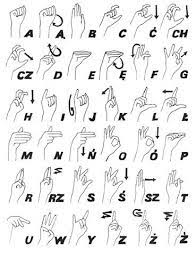 A Ą B C Ć CH
CZ D E Ę F G
H I J K L Ł
M N Ń O Ó P
R RZ S Ś SZ T
U W Y Z Ź Ż